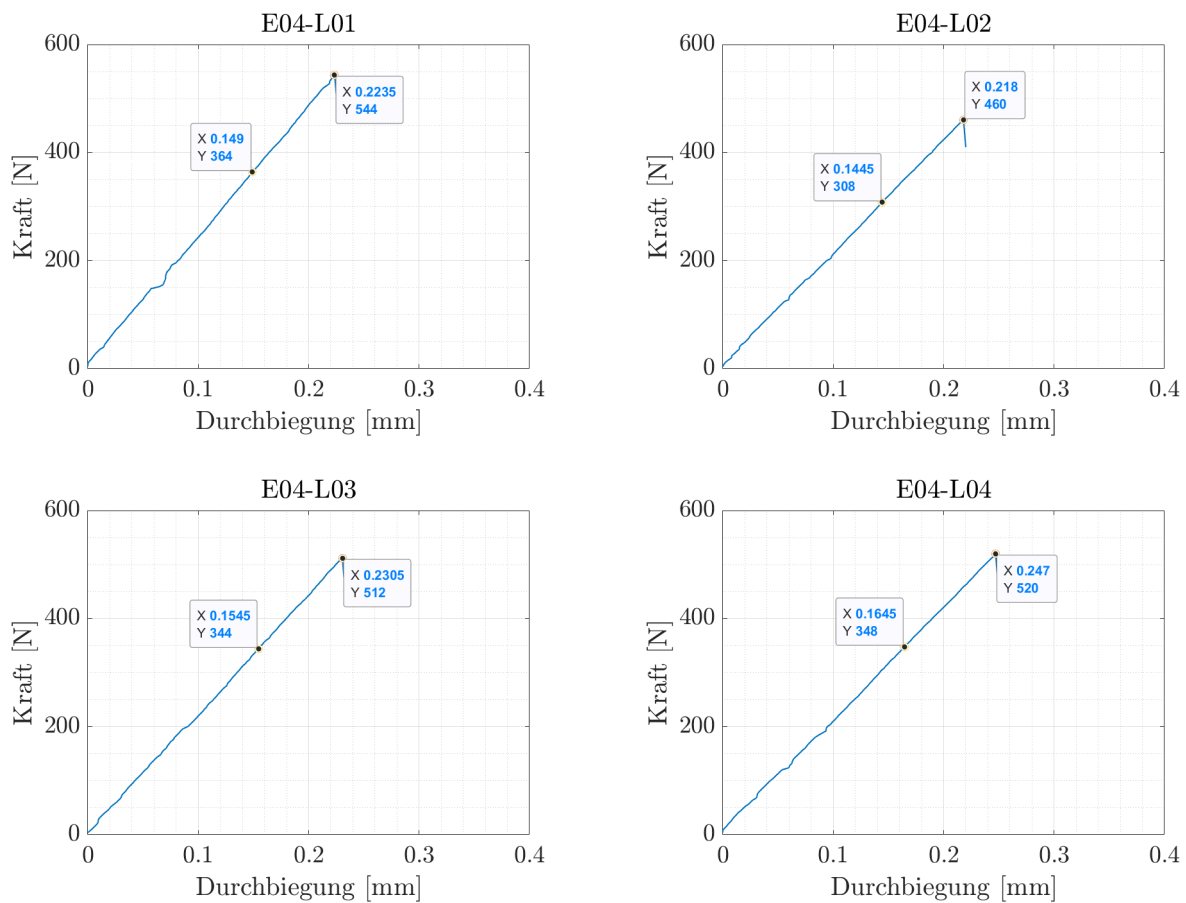 E04-L01
600
400
200
0
Kraft [N]
X 0.2235
Y 544
X 0.149
Y 364
0 0.1 0.2 0.3 0.4
Durchbiegung [mm]
E04-L02
600
400
200
0
Kraft [N]
X 0.218
Y 460
X 0.1445
Y 308
0 0.1 0.2 0.3 0.4
Durchbiegung [mm]
E04-L03
600
400
200
0
Kraft [N]
X 0.2305
Y 512
X 0.1545
Y 344
0 0.1 0.2 0.3 0.4
Durchbiegung [mm]
E04-L04
600
400
200
0
Kraft [N]
X 0.247
Y 520
X 0.1645
Y 348
0 0.1 0.2 0.3 0.4
Durchbiegung [mm]